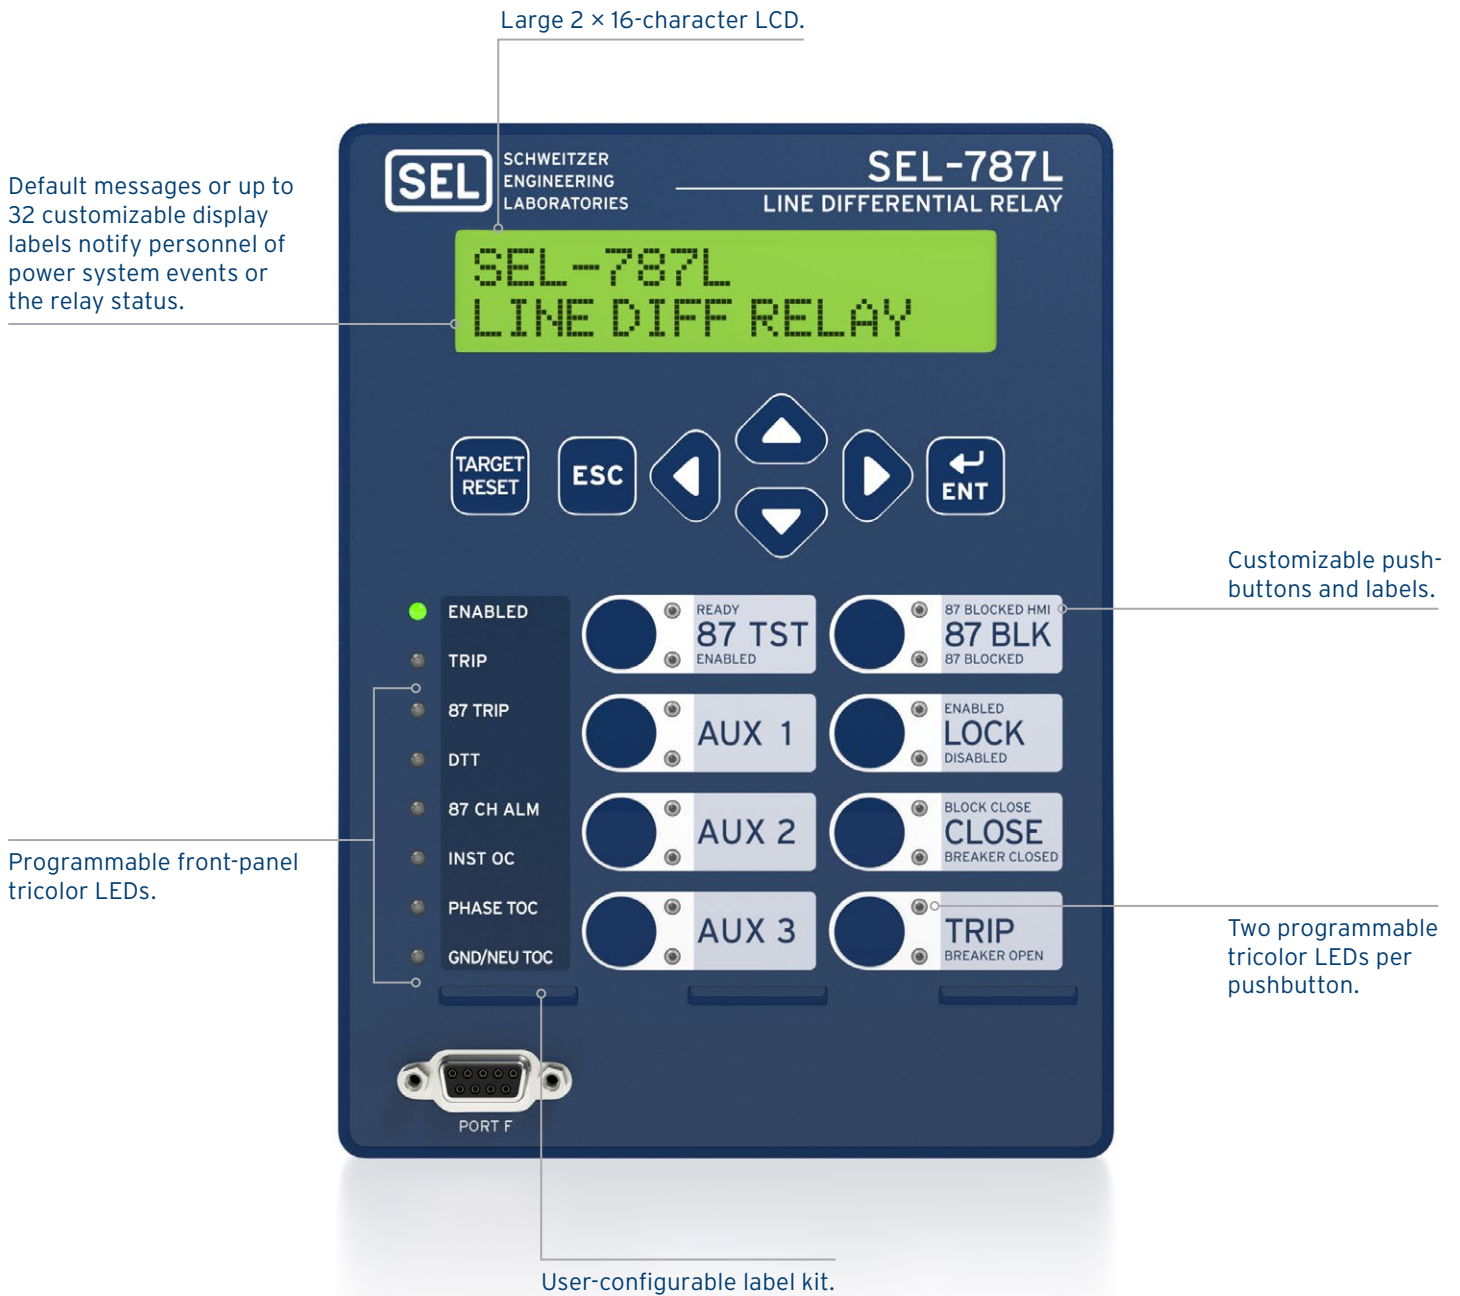 Large 2 × 16-character LCD.
SEL
SCHWEITZER
ENGINEERING
LABORATORIES
SEL-787L
LINE DIFFERENTIAL RELAY
Default messages or up to
32 customizable display
labels notify personnel of
power system events or
the relay status.
SEL-787L
LINE DIFF RELAY
TARGET
RESET
ESC
ENT
Customizable push-
buttons and labels.
ENABLED
TRIP
87 TRIP
DTT
87 CH ALM
INST OC
PHASE TOC
GND/NEU TOC
READY
87 TST
ENABLED
AUX 1
AUX 2
AUX 3
87 BLOCKED HMI
87 BLK
87 BLOCKED
ENABLED
LOCK
DISABLED
BLOCK CLOSE
CLOSE
BREAKER CLOSED
TRIP
BREAKER OPEN
Programmable front-panel
tricolor LEDs.
Two programmable
tricolor LEDs per
pushbutton.
PORT F
User-configurable label kit.